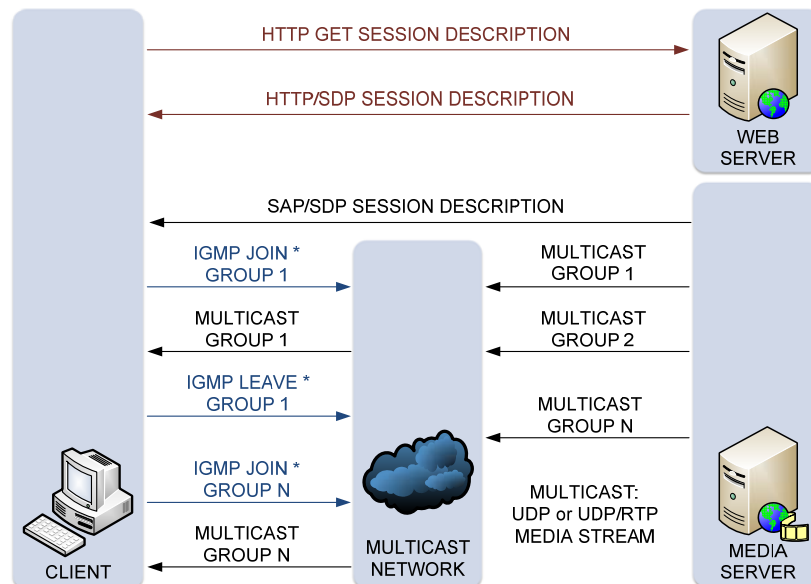 HTTP GET SESSION DESCRIPTION
HTTP/SDP SESSION DESCRIPTION
WEB
SERVER
SAP/SDP SESSION DESCRIPTION
IGMP JOIN *
GROUP 1
MULTICAST
GROUP 1
MULTICAST
GROUP 1
MULTICAST
GROUP 2
IGMP LEAVE *
GROUP 1
MULTICAST
GROUP N
IGMP JOIN *
GROUP N
MULTICAST:
UDP or UDP/RTP
MEDIA STREAM
MULTICAST
GROUP N
MULTICAST
NETWORK
CLIENT
MEDIA
SERVER